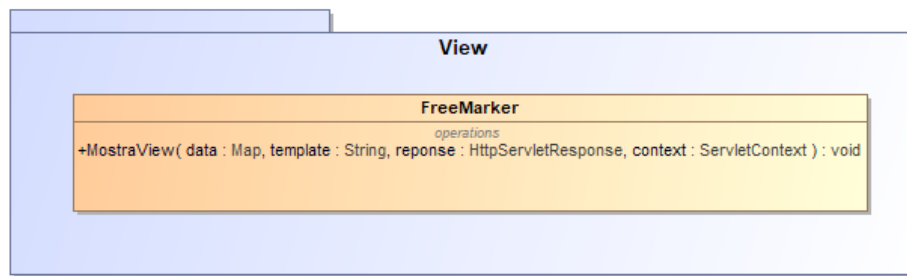 View
FreeMarker
operations
+MostraView( data : Map, template : String, reponse : HttpServletResponse, context : ServletContext ) : void